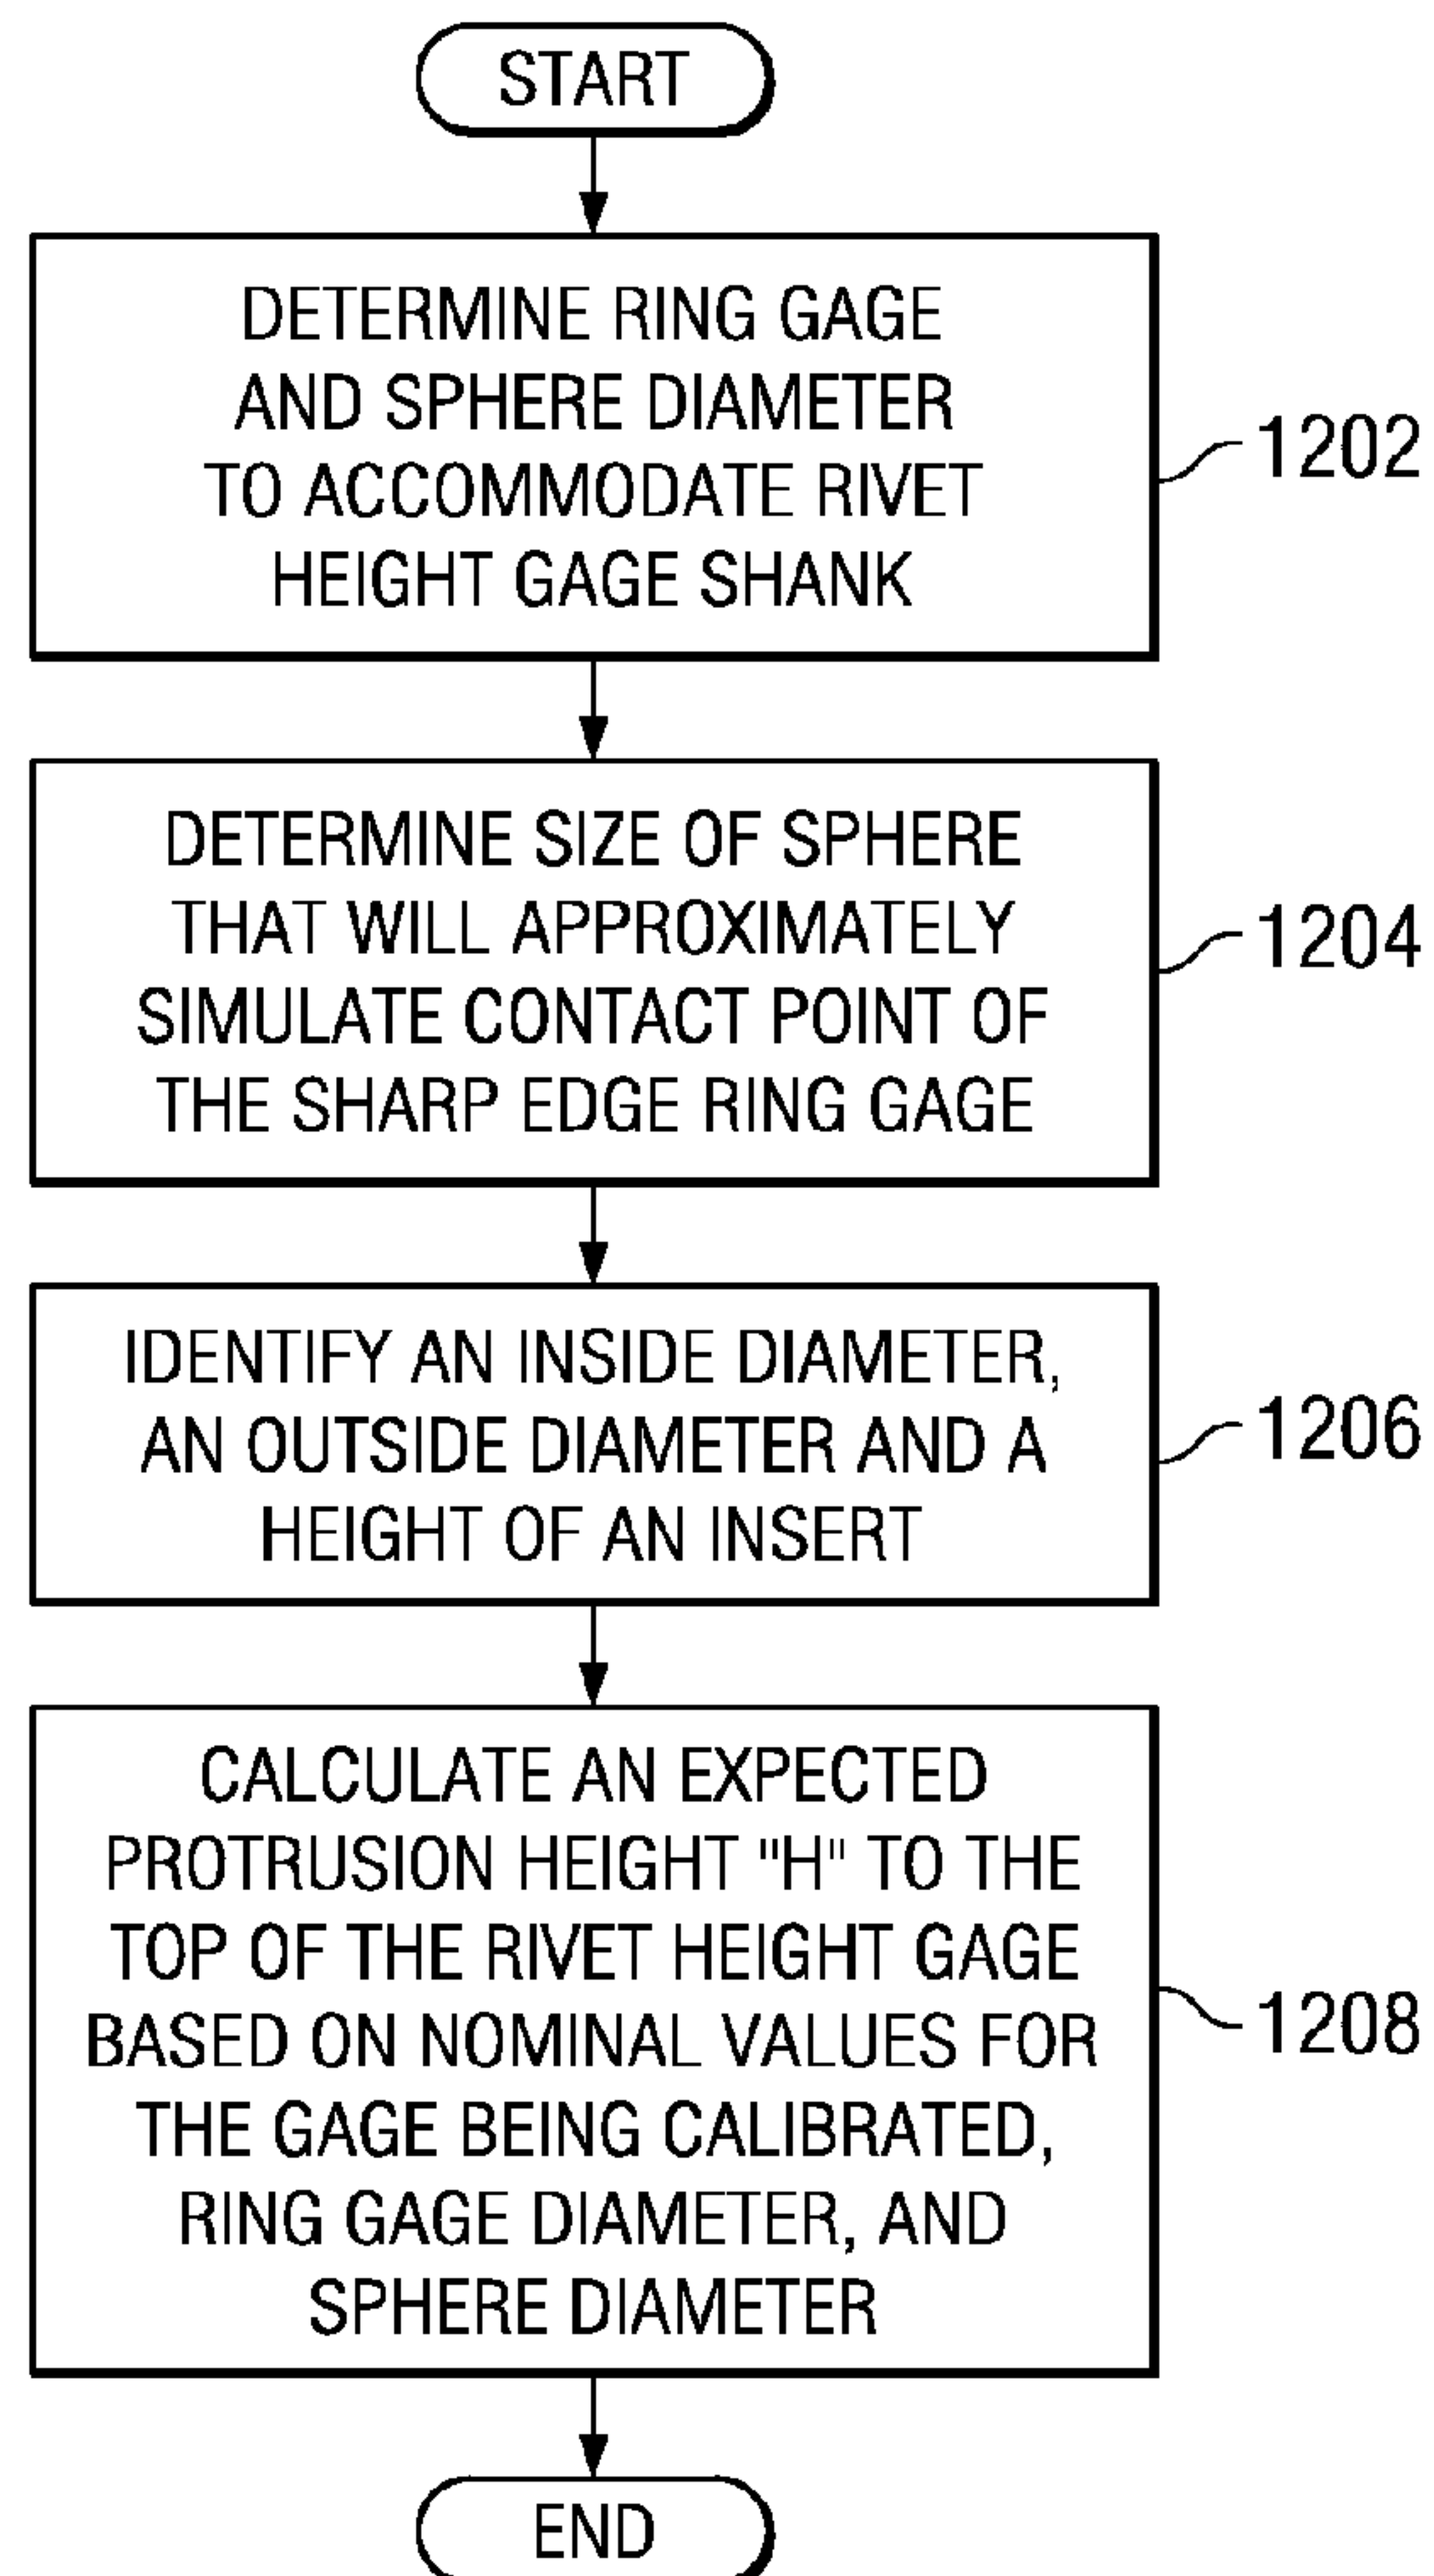 START
DETERMINE RING GAGE
AND SPHERE DIAMETER
TO ACCOMMODATE RIVET
HEIGHT GAGE SHANK
1202
DETERMINE SIZE OF SPHERE
THAT WILL APPROXIMATELY
SIMULATE CONTACT POINT OF
THE SHARP EDGE RING GAGE
1204
IDENTIFY AN INSIDE DIAMETER,
AN OUTSIDE DIAMETER AND A
HEIGHT OF AN INSERT
1206
CALCULATE AN EXPECTED
PROTRUSION HEIGHT "H" TO THE
TOP OF THE RIVET HEIGHT GAGE
BASED ON NOMINAL VALUES FOR
THE GAGE BEING CALIBRATED,
RING GAGE DIAMETER, AND
SPHERE DIAMETER
1208
END